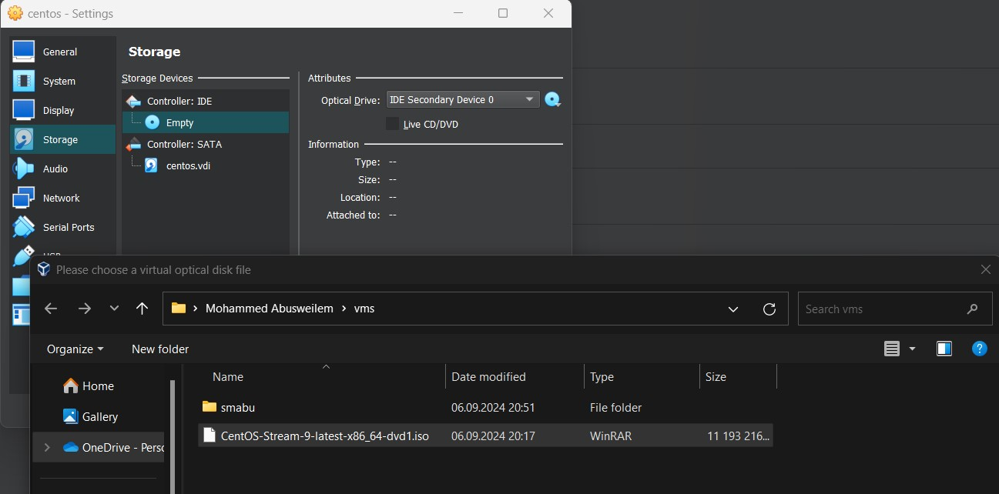 centos - Settings
General
System
Display
Storage
Audio
Network
Serial Ports
USB
Storage
Storage Devices
Controller: IDE
Empty
Controller: SATA
centos.vdi
Attributes
Optical Drive: IDE Secondary Device 0
Live CD/DVD
Information
Type: --
Size: --
Location: --
Attached to: --
Please choose a virtual optical disk file
Mohammed Abusweilem > vms
Search vms
Organize
New folder
Home
Gallery
OneDrive - Perso
Name Date modified Type Size
smabu 06.09.2024 20:51 File folder
CentOS-Stream-9-latest-x86_64-dvd1.iso 06.09.2024 20:17 WinRAR 11 193 216...